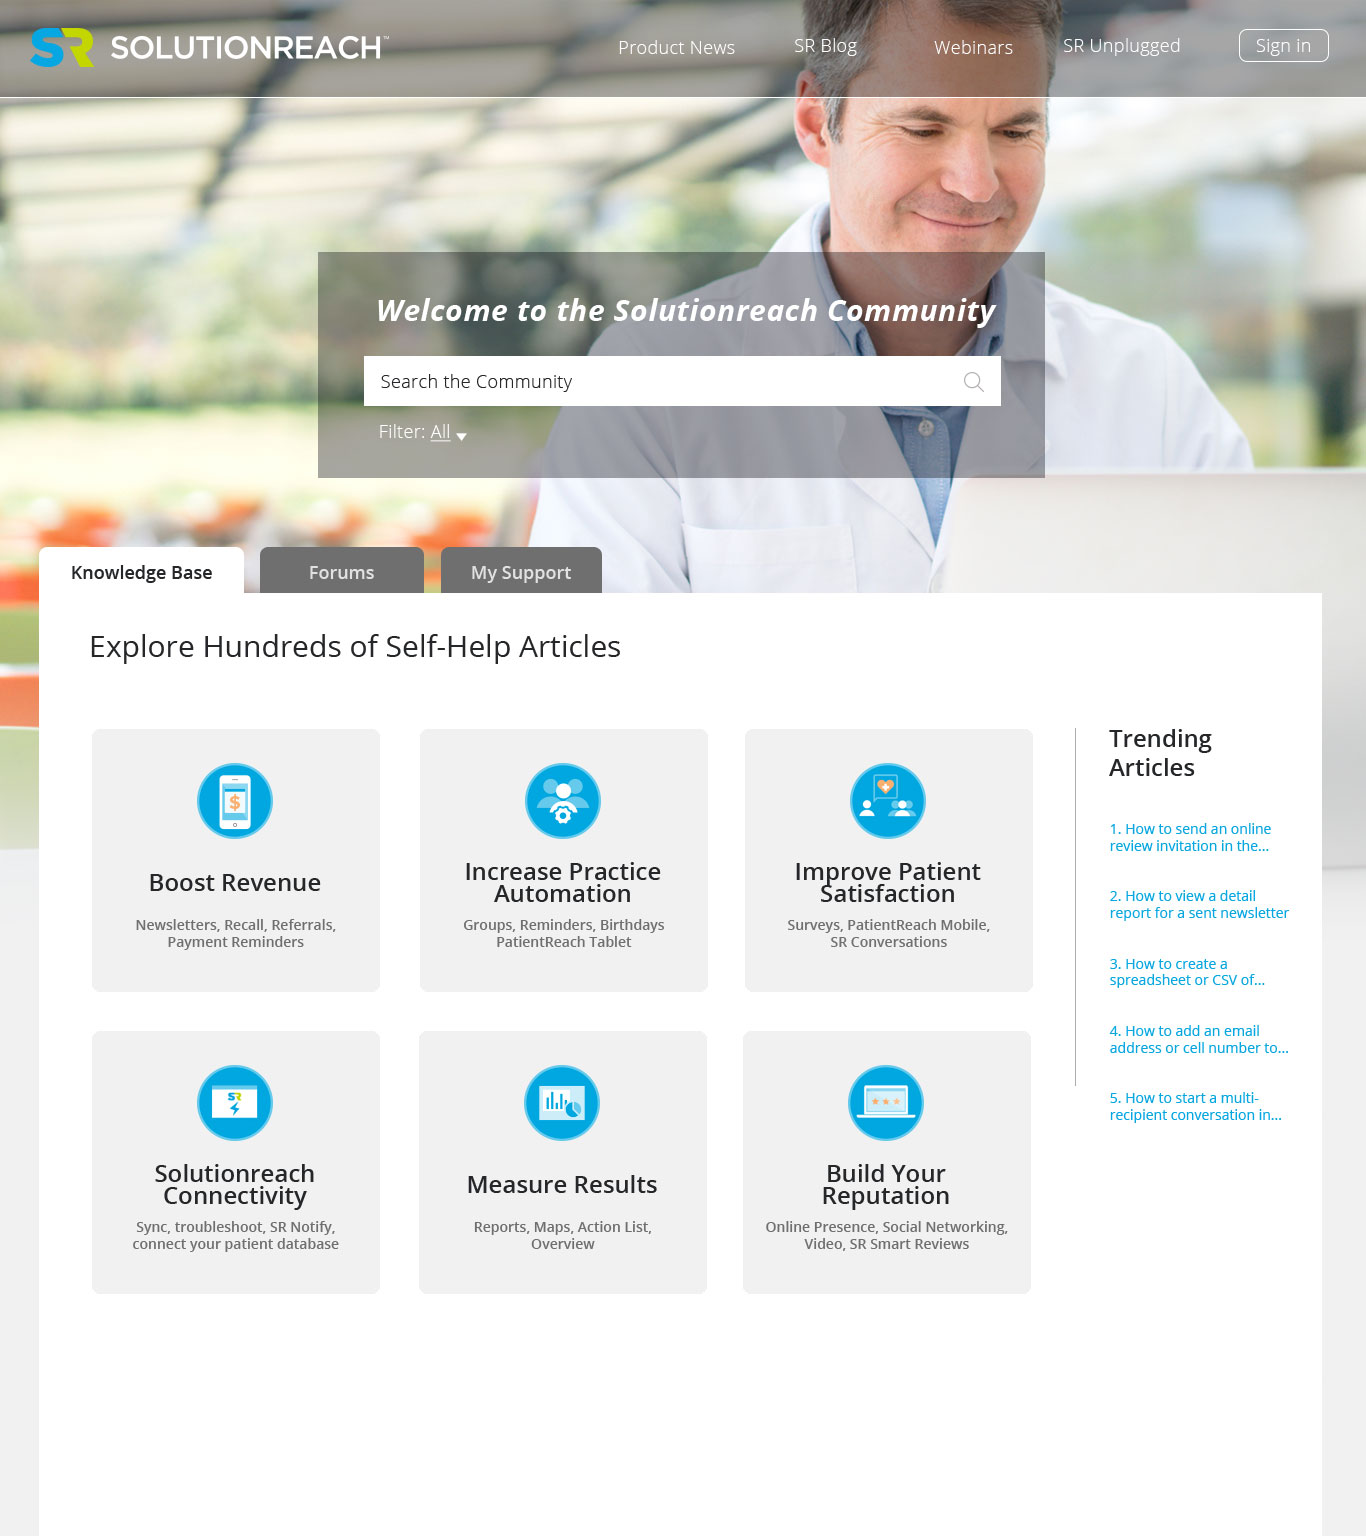 SR SOLUTIONREACH™
Product News
SR Blog
Webinars
SR Unplugged
Sign in
Welcome to the Solutionreach Community
Search the Community
Filter: All
Knowledge Base
Forums
My Support
Explore Hundreds of Self-Help Articles
Boost Revenue
Newsletters, Recall, Referrals,
Payment Reminders
Increase Practice
Automation
Groups, Reminders, Birthdays
PatientReach Tablet
Improve Patient
Satisfaction
Surveys, PatientReach Mobile,
SR Conversations
SR
Solutionreach
Connectivity
Sync, troubleshoot, SR Notify,
connect your patient database
Measure Results
Reports, Maps, Action List,
Overview
Build Your
Reputation
Online Presence, Social Networking,
Video, SR Smart Reviews
Trending
Articles
1. How to send an online
review invitation in the...
2. How to view a detail
report for a sent newsletter
3. How to create a
spreadsheet or CSV of...
4. How to add an email
address or cell number to...
5. How to start a multi-
recipient conversation in...